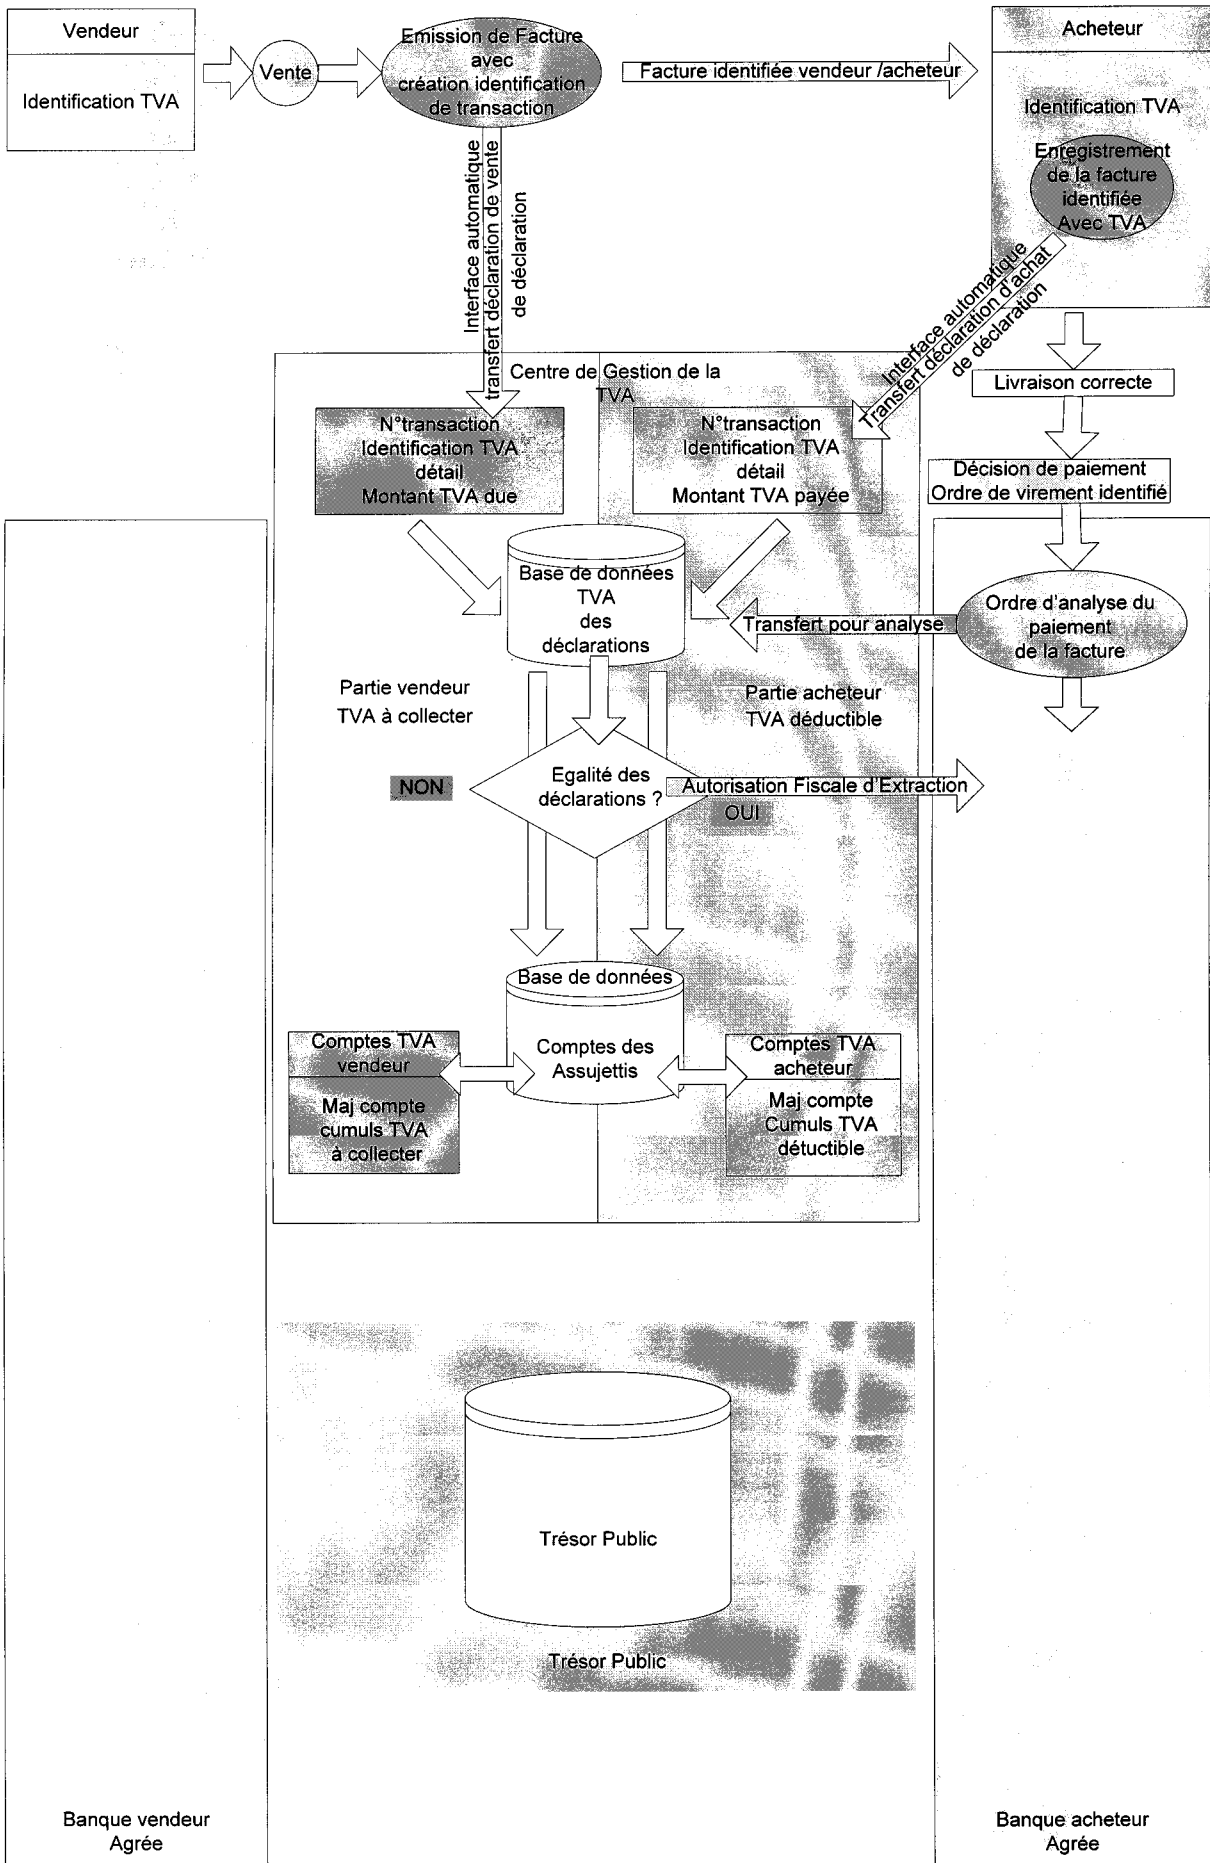 Vendeur
Identification TVA
Vente
Emission de Facture
avec
création identification
de transaction
Facture identifiée vendeur /acheteur
Acheteur
Identification TVA
Enregistrement
de la facture
identifiée
Avec TVA
Interface automatique
transfert déclaration de vente
de déclaration
Interface automatique
Transfert déclaration d'achat
de déclaration
Livraison correcte
Décision de paiement
Ordre de virement identifié
Centre de Gestion de la
TVA
N°transaction
Identification TVA
détail
Montant TVA due
N°transaction
Identification TVA
détail
Montant TVA payée
Base de données
TVA
des
déclarations
Transfert pour analyse
Ordre d'analyse du
paiement
de la facture
Partie vendeur
TVA à collecter
Partie acheteur
TVA déductible
NON
Egalité des
déclarations ?
Autorisation Fiscale d'Extraction
OUI
Base de données
Comptes des
Assujettis
Comptes TVA
vendeur
Maj compte
cumuls TVA
à collecter
Comptes TVA
acheteur
Maj compte
Cumuls TVA
détuctible
Trésor Public
Trésor Public
Banque vendeur
Agrée
Banque acheteur
Agrée